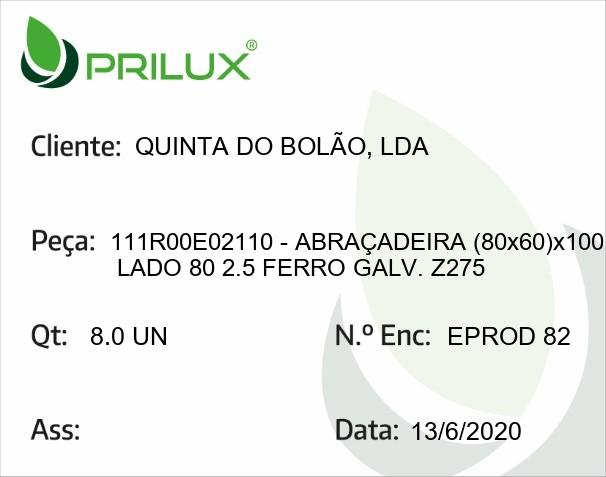 PRILUX®
Cliente: QUINTA DO BOLÃO, LDA
Peça: 111R00E02110 - ABRAÇADEIRA (80x60)x100
LADO 80 2.5 FERRO GALV. Z275
Qt: 8.0 UN N.º Enc: EPROD 82
Ass: Data: 13/6/2020